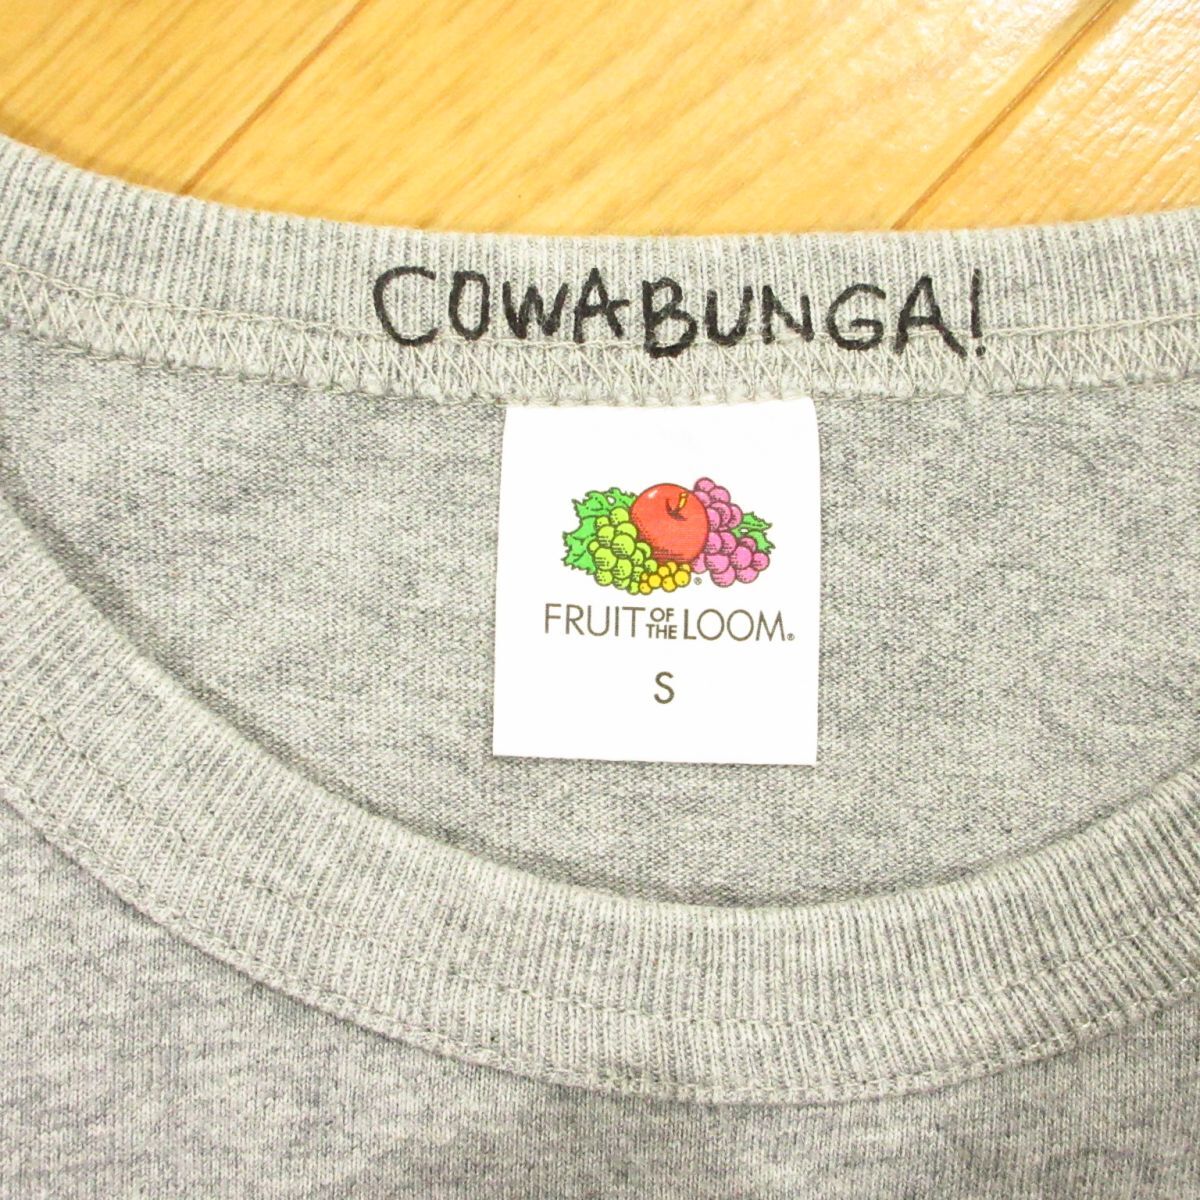 COWABUNGA!
FRUIT OF THE LOOM®
S